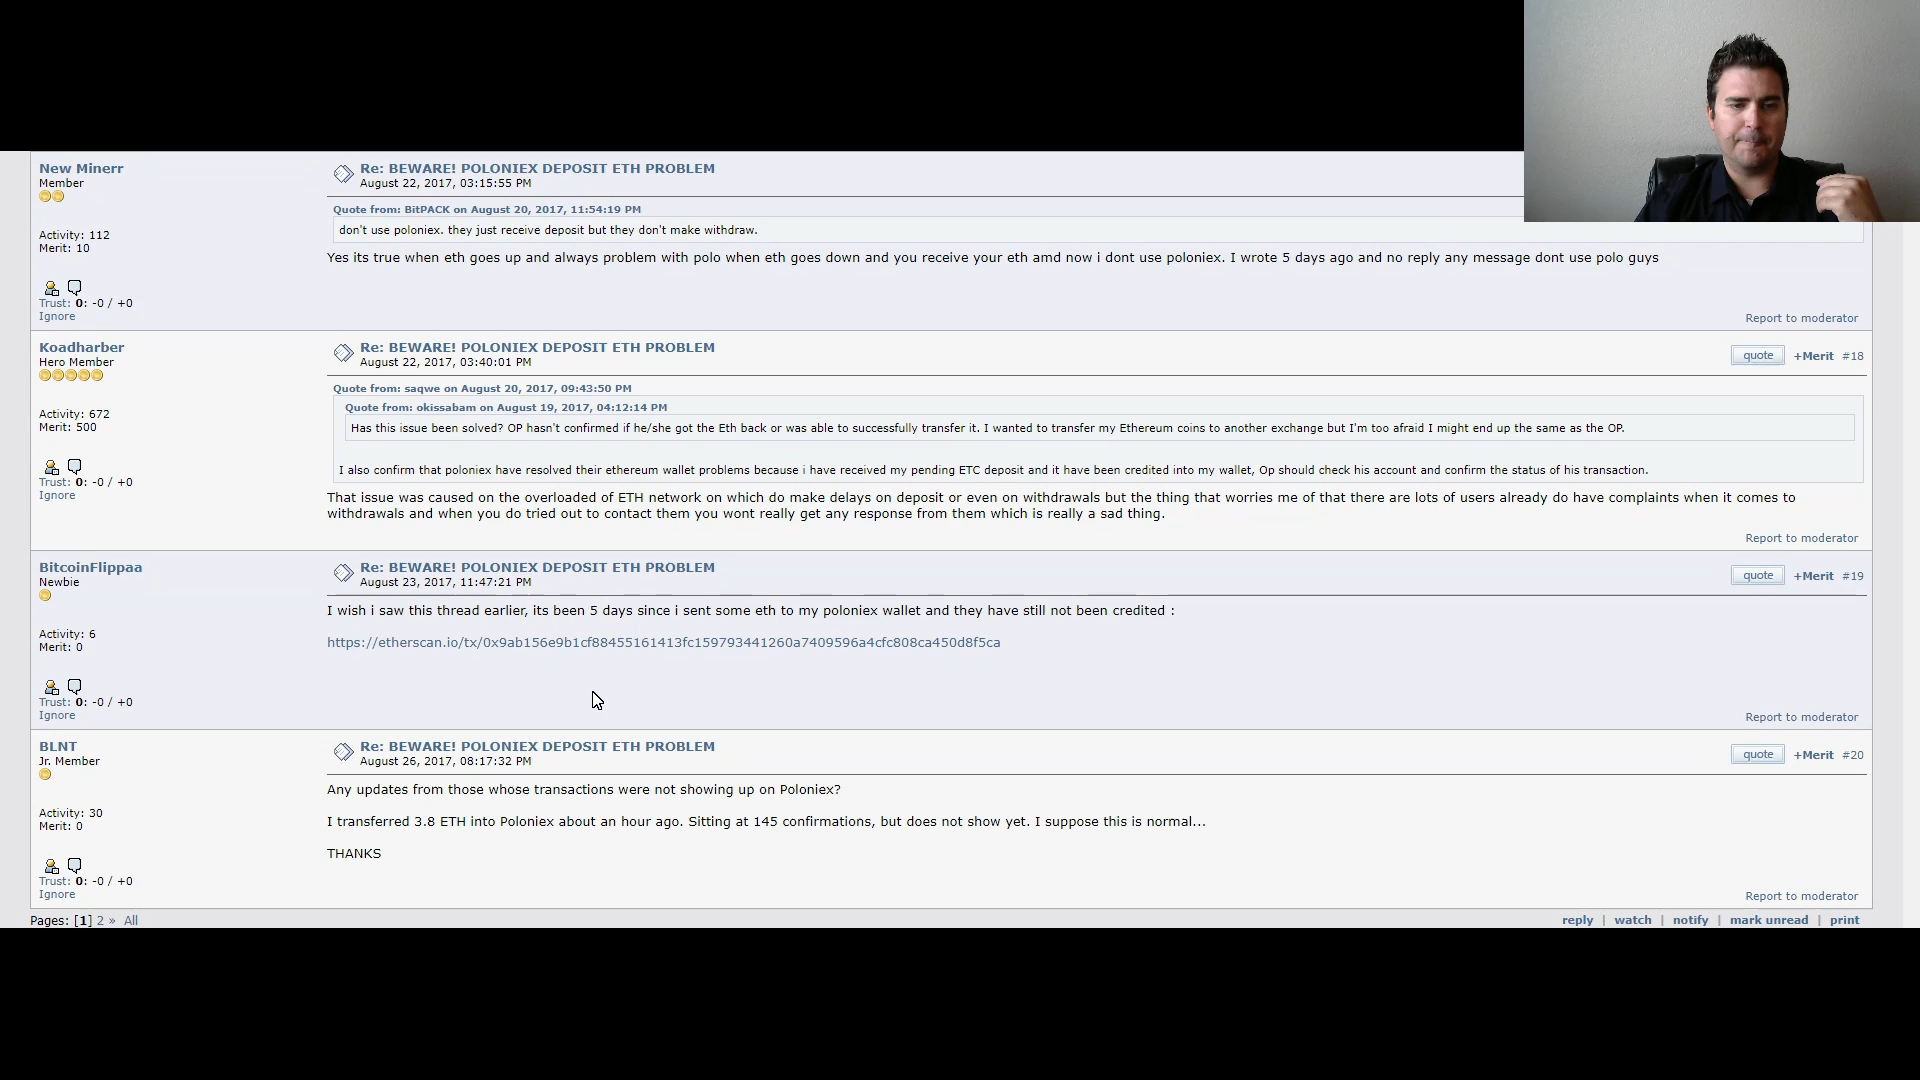 New Minerr
Member
Activity: 112
Merit: 10
Trust: 0: -0 / +0
Ignore
Re: BEWARE! POLONIEX DEPOSIT ETH PROBLEM
August 22, 2017, 03:15:55 PM
Quote from: BitPACK on August 20, 2017, 11:54:19 PM
don't use poloniex. they just receive deposit but they don't make withdraw.
Yes its true when eth goes up and always problem with polo when eth goes down and you receive your eth amd now i dont use poloniex. I wrote 5 days ago and no reply any message dont use polo guys
Report to moderator
Koadharber
Hero Member
Activity: 672
Merit: 500
Trust: 0: -0 / +0
Ignore
Re: BEWARE! POLONIEX DEPOSIT ETH PROBLEM
August 22, 2017, 03:40:01 PM
quote +Merit #18
Quote from: saqwe on August 20, 2017, 09:43:50 PM
Quote from: okissabam on August 19, 2017, 04:12:14 PM
Has this issue been solved? OP hasn't confirmed if he/she got the Eth back or was able to successfully transfer it. I wanted to transfer my Ethereum coins to another exchange but I'm too afraid I might end up the same as the OP.
I also confirm that poloniex have resolved their ethereum wallet problems because i have received my pending ETC deposit and it have been credited into my wallet, Op should check his account and confirm the status of his transaction.
That issue was caused on the overloaded of ETH network on which do make delays on deposit or even on withdrawals but the thing that worries me of that there are lots of users already do have complaints when it comes to
withdrawals and when you do tried out to contact them you wont really get any response from them which is really a sad thing.
Report to moderator
BitcoinFlippaa
Newbie
Activity: 6
Merit: 0
Trust: 0: -0 / +0
Ignore
Re: BEWARE! POLONIEX DEPOSIT ETH PROBLEM
August 23, 2017, 11:47:21 PM
quote +Merit #19
I wish i saw this thread earlier, its been 5 days since i sent some eth to my poloniex wallet and they have still not been credited :
https://etherscan.io/tx/0x9ab156e9b1cf88455161413fc159793441260a7409596a4cfc808ca450d8f5ca
Report to moderator
BLNT
Jr. Member
Activity: 30
Merit: 0
Trust: 0: -0 / +0
Ignore
Re: BEWARE! POLONIEX DEPOSIT ETH PROBLEM
August 26, 2017, 08:17:32 PM
quote +Merit #20
Any updates from those whose transactions were not showing up on Poloniex?
I transferred 3.8 ETH into Poloniex about an hour ago. Sitting at 145 confirmations, but does not show yet. I suppose this is normal...
THANKS
Report to moderator
Pages: [1] 2 » All
reply | watch | notify | mark unread | print